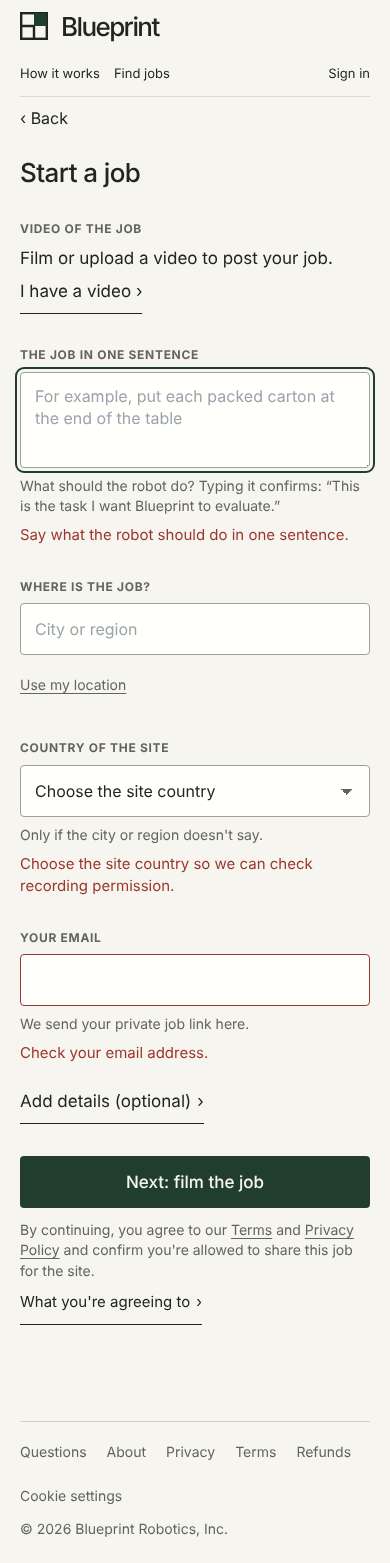 Blueprint
How it works Find jobs Sign in
‹ Back
Start a job
VIDEO OF THE JOB
Film or upload a video to post your job.
I have a video ›
THE JOB IN ONE SENTENCE
For example, put each packed carton at
the end of the table
What should the robot do? Typing it confirms: “This
is the task I want Blueprint to evaluate.”
Say what the robot should do in one sentence.
WHERE IS THE JOB?
City or region
Use my location
COUNTRY OF THE SITE
Choose the site country
Only if the city or region doesn't say.
Choose the site country so we can check
recording permission.
YOUR EMAIL
We send your private job link here.
Check your email address.
Add details (optional) ›
Next: film the job
By continuing, you agree to our Terms and Privacy
Policy and confirm you're allowed to share this job
for the site.
What you're agreeing to ›
Questions About Privacy Terms Refunds
Cookie settings
© 2026 Blueprint Robotics, Inc.